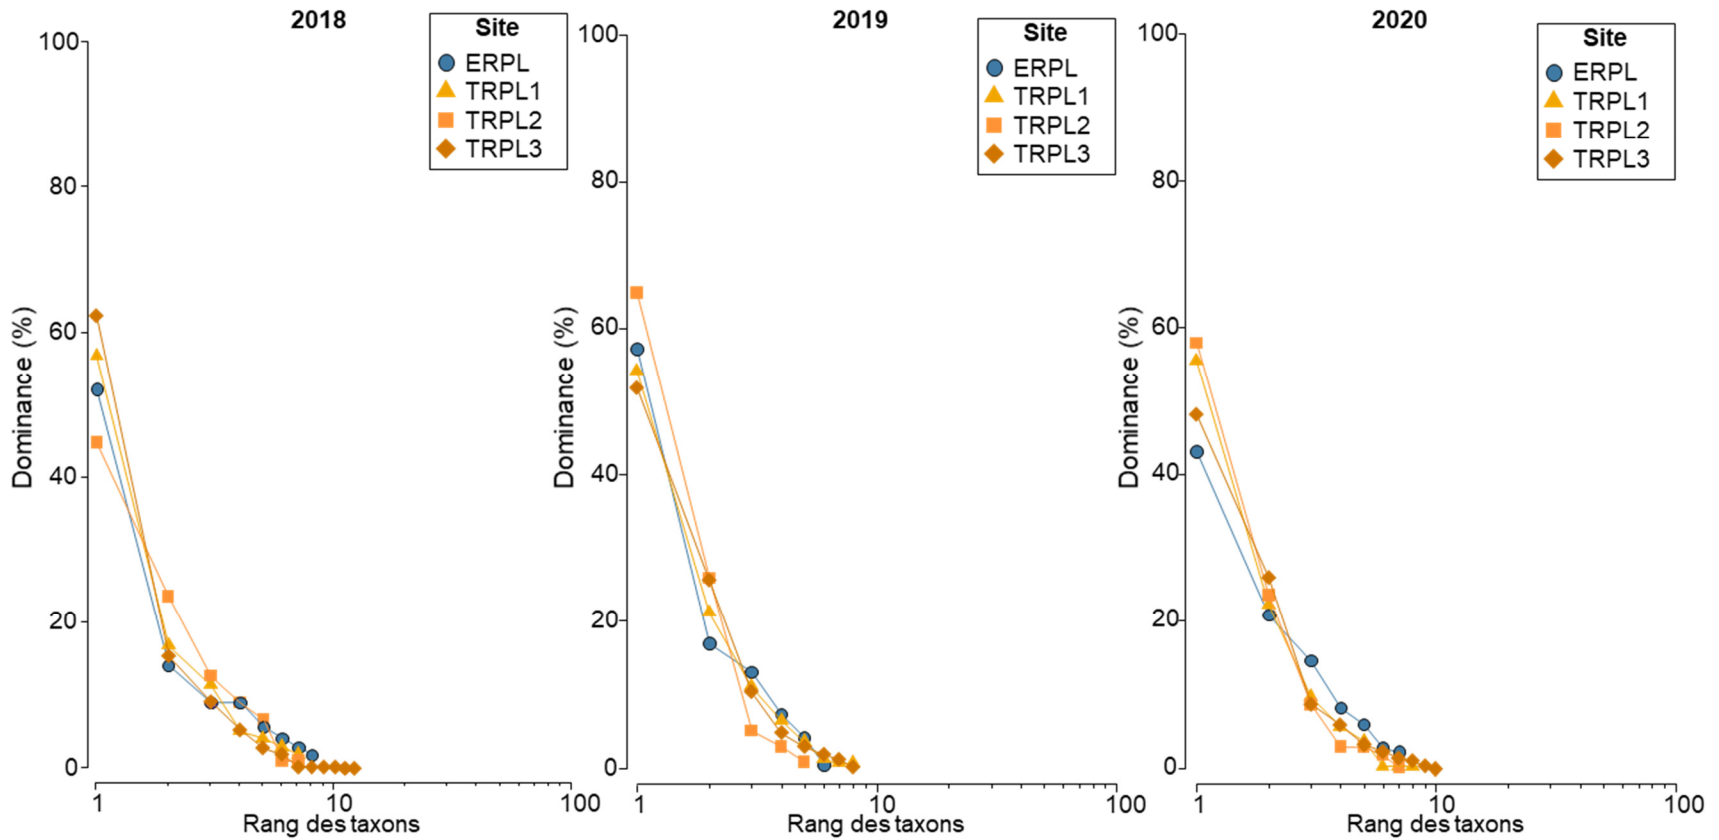 2018
Site
ERPL
TRPL1
TRPL2
TRPL3
100
80
60
40
20
0
Dominance (%)
1
10
100
Rang des taxons
2019
Site
ERPL
TRPL1
TRPL2
TRPL3
100
80
60
40
20
0
Dominance (%)
1
10
100
Rang des taxons
2020
Site
ERPL
TRPL1
TRPL2
TRPL3
100
80
60
40
20
0
Dominance (%)
1
10
100
Rang des taxons